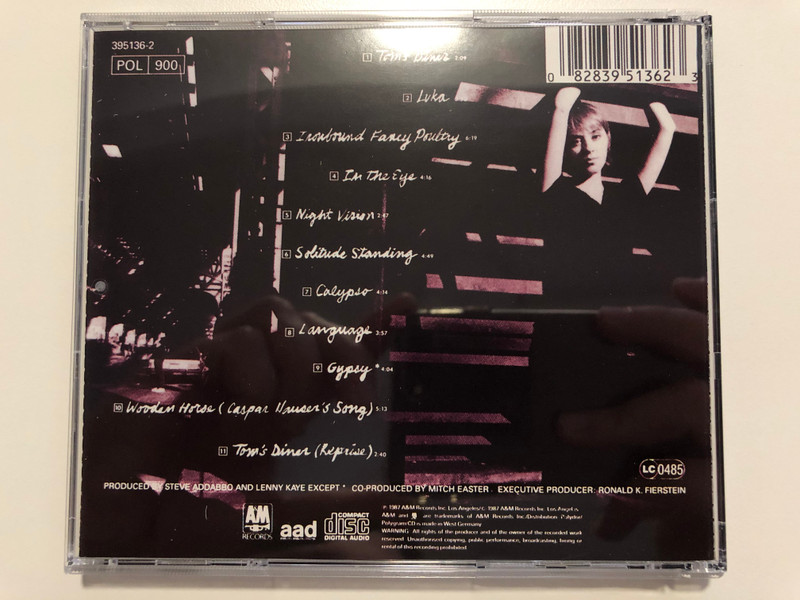 395136-2
POL 900
0 82839 51362 3
1 Tom's Diner 2:09
2 Luka
3 Ironbound Fancy Poultry 6:19
4 In The Eye 4:16
5 Night Vision 2:47
6 Solitude Standing 4:49
7 Calypso 4:14
8 Language 3:57
9 Gypsy * 4:04
10 Wooden Horse (Caspar Hauser's Song) 5:13
11 Tom's Diner (Reprise) 2:40
LC 0485
PRODUCED BY STEVE ADDABBO AND LENNY KAYE EXCEPT * CO-PRODUCED BY MITCH EASTER. EXECUTIVE PRODUCER: RONALD K. FIERSTEIN
A&M RECORDS
aad
COMPACT disc DIGITAL AUDIO
℗ 1987 A&M Records Inc. Los Angeles/© 1987 A&M Records Inc. Los Angeles.
A&M and are trademarks of A&M Records Inc./Distribution: Polydor/
Polygram/CD is made in West Germany
WARNING: All rights of the producer and of the owner of the recorded work
reserved. Unauthorized copying, public performance, broadcasting, hiring or
rental of this recording prohibited.